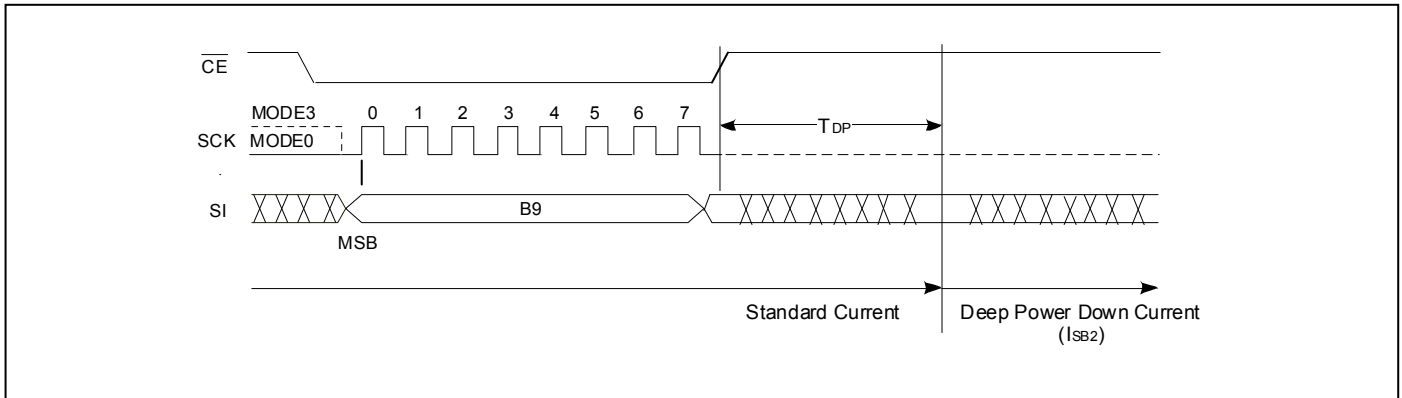 CE
MODE3 0 1 2 3 4 5 6 7
SCK MODE0
TDP
SI B9
MSB
Standard Current Deep Power Down Current
(ISB2)